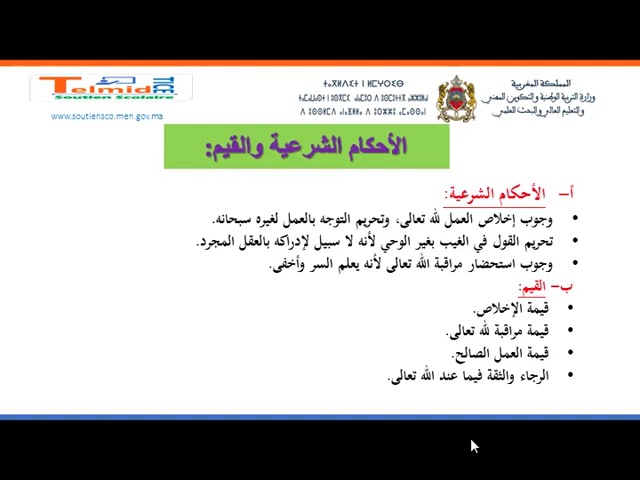 المملكة المغربية
وزارة التربية الوطنية والتكوين المهني
والتعليم العالي والبحث العلمي
TelmidTICE
Soutien Scolaire
www.soutiensco.men.gov.ma
الأحكام الشرعية والقيم:
أ- الأحكام الشرعية:
• وجوب إخلاص العمل لله تعالى، وتحريم التوجه بالعمل لغيره سبحانه.
• تحريم القول في الغيب بغير الوحي لأنه لا سبيل لإدراكه بالعقل المجرد.
• وجوب استحضار مراقبة الله تعالى لأنه يعلم السر وأخفى.
ب- القيم:
• قيمة الإخلاص.
• قيمة مراقبة لله تعالى.
• قيمة العمل الصالح.
• الرجاء والثقة فيما عند الله تعالى.